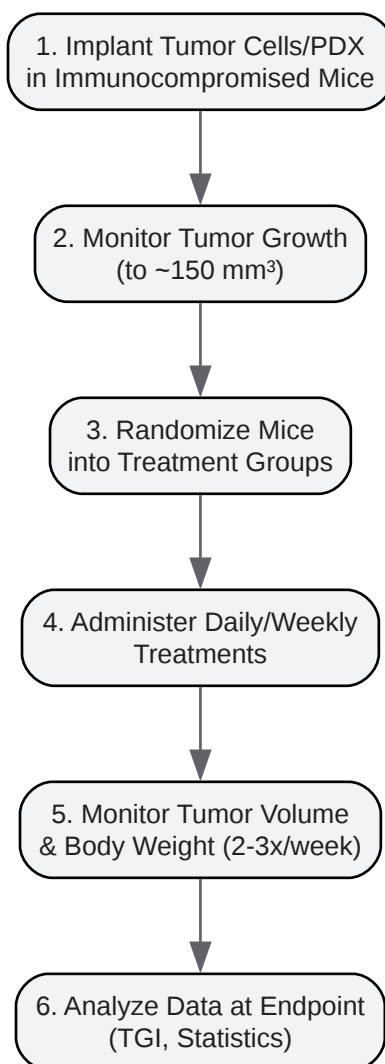 1. Implant Tumor Cells/PDX
in Immunocompromised Mice
2. Monitor Tumor Growth
(to ~150 mm³)
3. Randomize Mice
into Treatment Groups
4. Administer Daily/Weekly
Treatments
5. Monitor Tumor Volume
& Body Weight (2-3x/week)
6. Analyze Data at Endpoint
(TGI, Statistics)